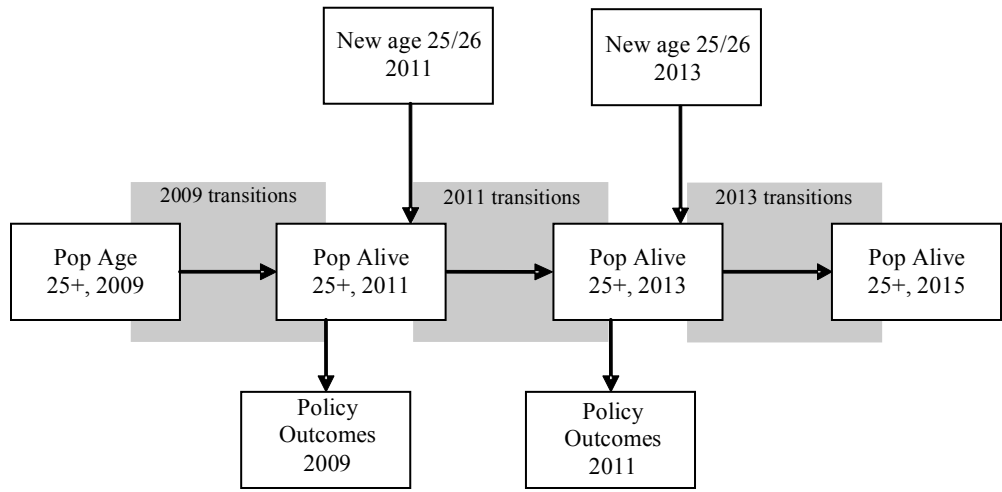 New age 25/26
2011
New age 25/26
2013
2009 transitions
2011 transitions
2013 transitions
Pop Age
25+, 2009
Pop Alive
25+, 2011
Pop Alive
25+, 2013
Pop Alive
25+, 2015
Policy
Outcomes
2009
Policy
Outcomes
2011